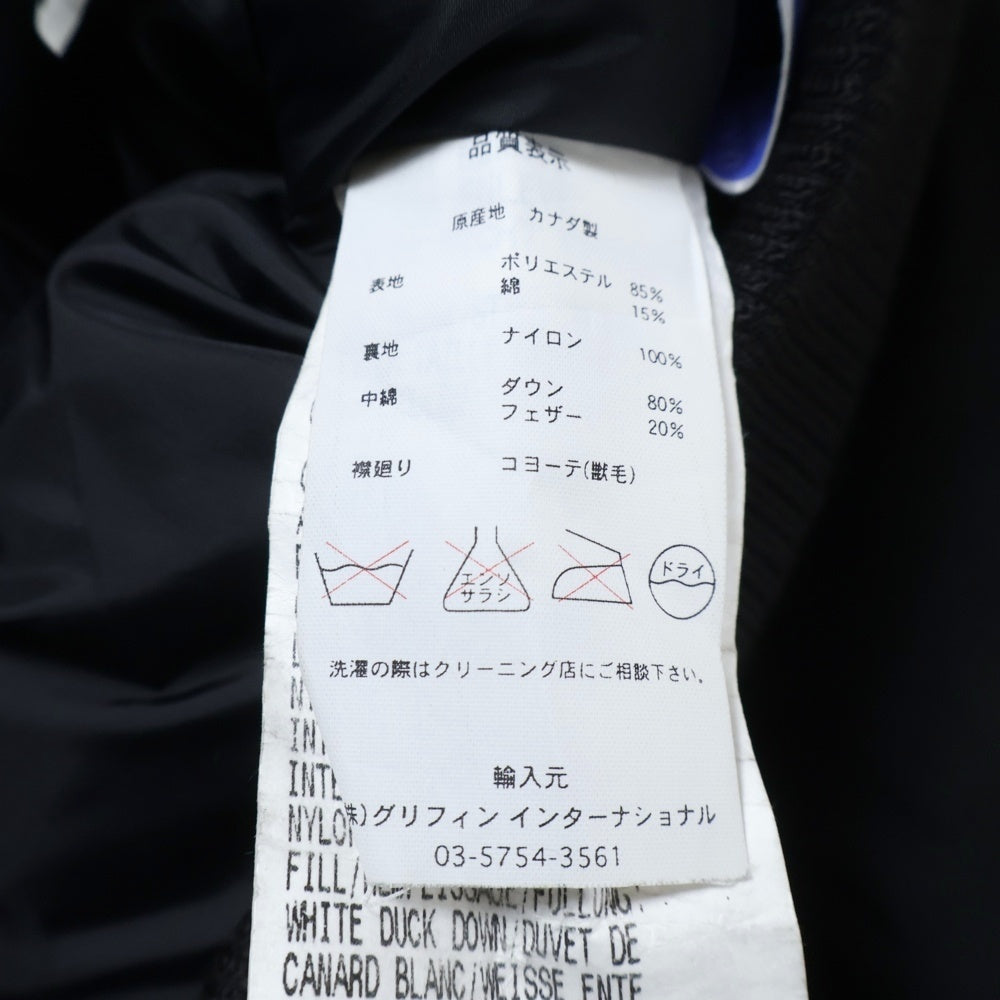 品質表示
原産地 カナダ製
表地 ポリエステル 85%
綿 15%
裏地 ナイロン 100%
中綿 ダウン 80%
フェザー 20%
襟廻り コヨーテ(獣毛)
エンソ
サラシ
ドライ
洗濯の際はクリーニング店にご相談下さい。
輸入元
株)グリフィン インターナショナル
03-5754-3561
FILL/
WHITE DUCK DOWN/DUVET DE
CANARD BLANC/WEISSE ENTE